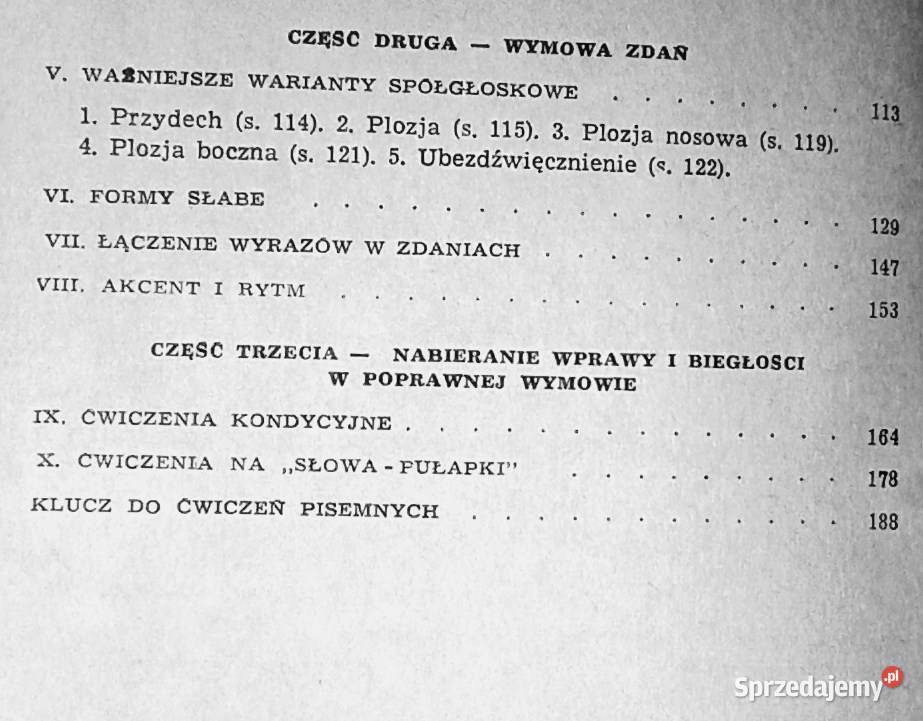 CZĘŚĆ DRUGA — WYMOWA ZDAŃ
V. WAŻNIEJSZE WARIANTY SPÓŁGŁOSKOWE . . . . . . . . 113
1. Przydech (s. 114). 2. Plozja (s. 115). 3. Plozja nosowa (s. 119).
4. Plozja boczna (s. 121). 5. Ubezdźwięcznienie (s. 122).
VI. FORMY SŁABE . . . . . . . . . . . . . . . . . 129
VII. ŁĄCZENIE WYRAZÓW W ZDANIACH . . . . . . . . . . 147
VIII. AKCENT I RYTM . . . . . . . . . . . . . . . . 153
CZĘŚĆ TRZECIA — NABIERANIE WPRAWY I BIEGŁOŚCI
W POPRAWNEJ WYMOWIE
IX. ĆWICZENIA KONDYCYJNE . . . . . . . . . . . . . . 164
X. ĆWICZENIA NA „SŁOWA-PUŁAPKI" . . . . . . . . . 178
KLUCZ DO ĆWICZEŃ PISEMNYCH . . . . . . . . . . . . 188
Sprzedajemy.pl